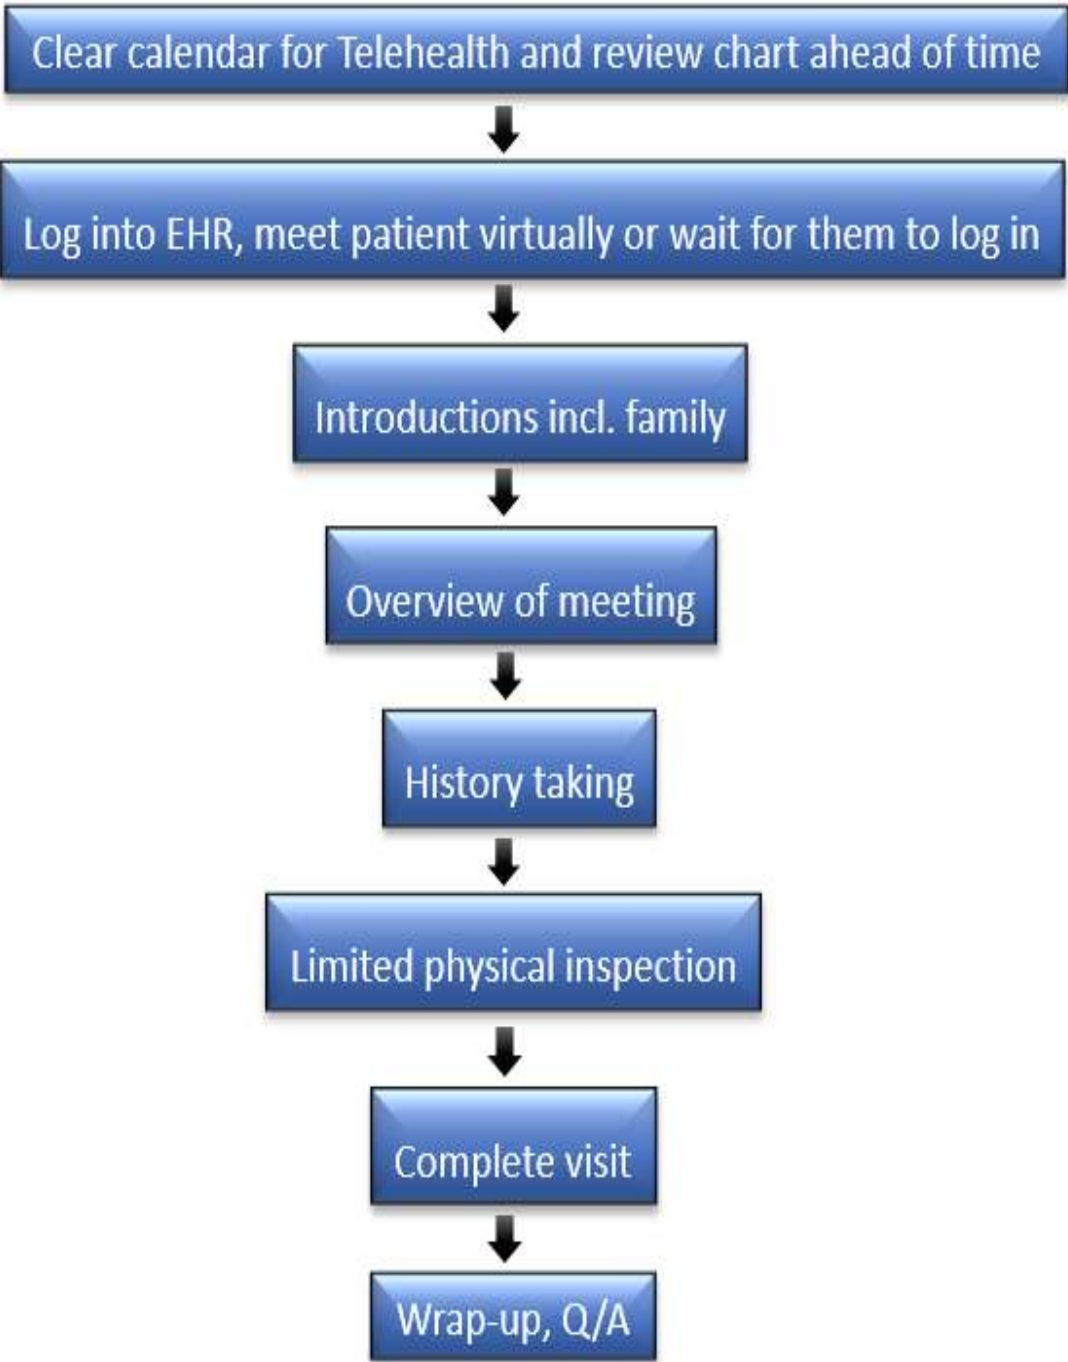 Clear calendar for Telehealth and review chart ahead of time
Log into EHR, meet patient virtually or wait for them to log in
Introductions incl. family
Overview of meeting
History taking
Limited physical inspection
Complete visit
Wrap-up, Q/A